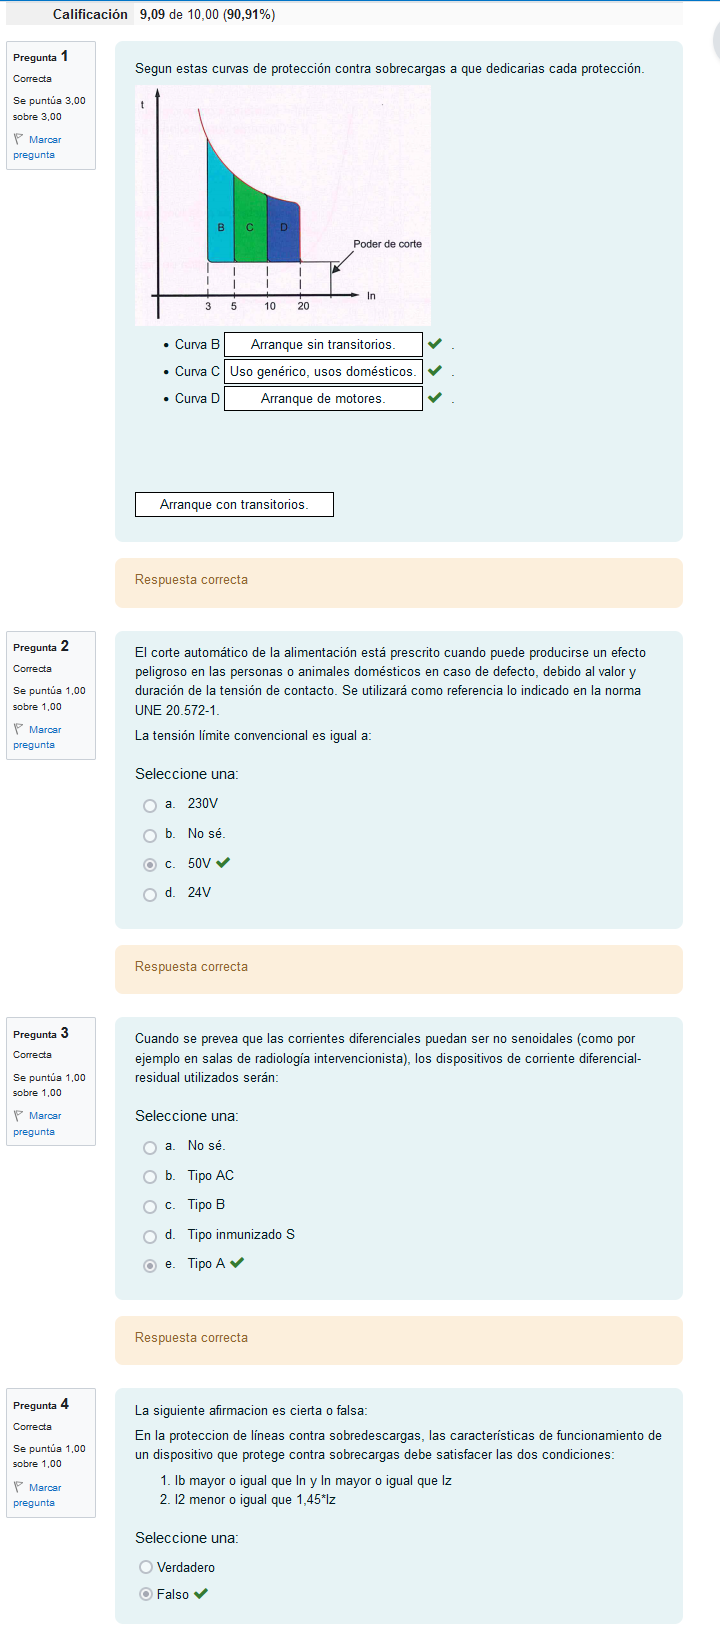 Calificación 9,09 de 10,00 (90,91%)
Pregunta 1
Correcta
Se puntúa 3,00
sobre 3,00
Marcar
pregunta
Segun estas curvas de protección contra sobrecargas a que dedicarias cada protección.
t
B C D
Poder de corte
In
3 5 10 20
Curva B Arranque sin transitorios. .
Curva C Uso genérico, usos domésticos. .
Curva D Arranque de motores. .
Arranque con transitorios.
Respuesta correcta
Pregunta 2
Correcta
Se puntúa 1,00
sobre 1,00
Marcar
pregunta
El corte automático de la alimentación está prescrito cuando puede producirse un efecto
peligroso en las personas o animales domésticos en caso de defecto, debido al valor y
duración de la tensión de contacto. Se utilizará como referencia lo indicado en la norma
UNE 20.572-1.
La tensión límite convencional es igual a:
Seleccione una:
a. 230V
b. No sé.
c. 50V
d. 24V
Respuesta correcta
Pregunta 3
Correcta
Se puntúa 1,00
sobre 1,00
Marcar
pregunta
Cuando se prevea que las corrientes diferenciales puedan ser no senoidales (como por
ejemplo en salas de radiología intervencionista), los dispositivos de corriente diferencial-
residual utilizados serán:
Seleccione una:
a. No sé.
b. Tipo AC
c. Tipo B
d. Tipo inmunizado S
e. Tipo A
Respuesta correcta
Pregunta 4
Correcta
Se puntúa 1,00
sobre 1,00
Marcar
pregunta
La siguiente afirmacion es cierta o falsa:
En la proteccion de líneas contra sobredescargas, las características de funcionamiento de
un dispositivo que protege contra sobrecargas debe satisfacer las dos condiciones:
1. Ib mayor o igual que In y In mayor o igual que Iz
2. I2 menor o igual que 1,45*Iz
Seleccione una:
Verdadero
Falso